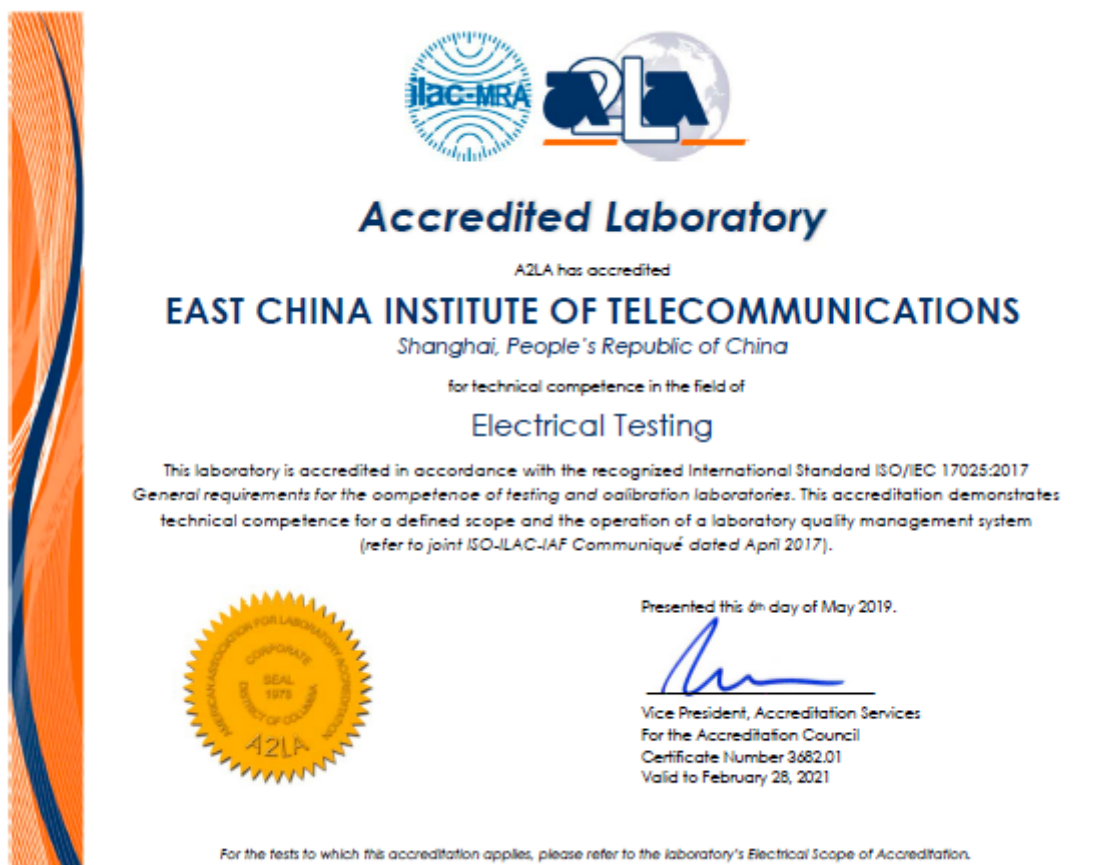 ilac-MRA
A2LA
Accredited Laboratory
A2LA has accredited
EAST CHINA INSTITUTE OF TELECOMMUNICATIONS
Shanghai, People's Republic of China
for technical competence in the field of
Electrical Testing
This laboratory is accredited in accordance with the recognized International Standard ISO/IEC 17025:2017
General requirements for the competence of testing and calibration laboratories. This accreditation demonstrates
technical competence for a defined scope and the operation of a laboratory quality management system
(refer to joint ISO-ILAC-IAF Communiqué dated April 2017).
AMERICAN ASSOCIATION FOR LABORATORY ACCREDITATION
CORPORATE
SEAL
1978
DISTRICT OF COLUMBIA
A2LA
Presented this 6th day of May 2019.
Vice President, Accreditation Services
For the Accreditation Council
Certificate Number 3682.01
Valid to February 28, 2021
For the tests to which this accreditation applies, please refer to the laboratory's Electrical Scope of Accreditation.